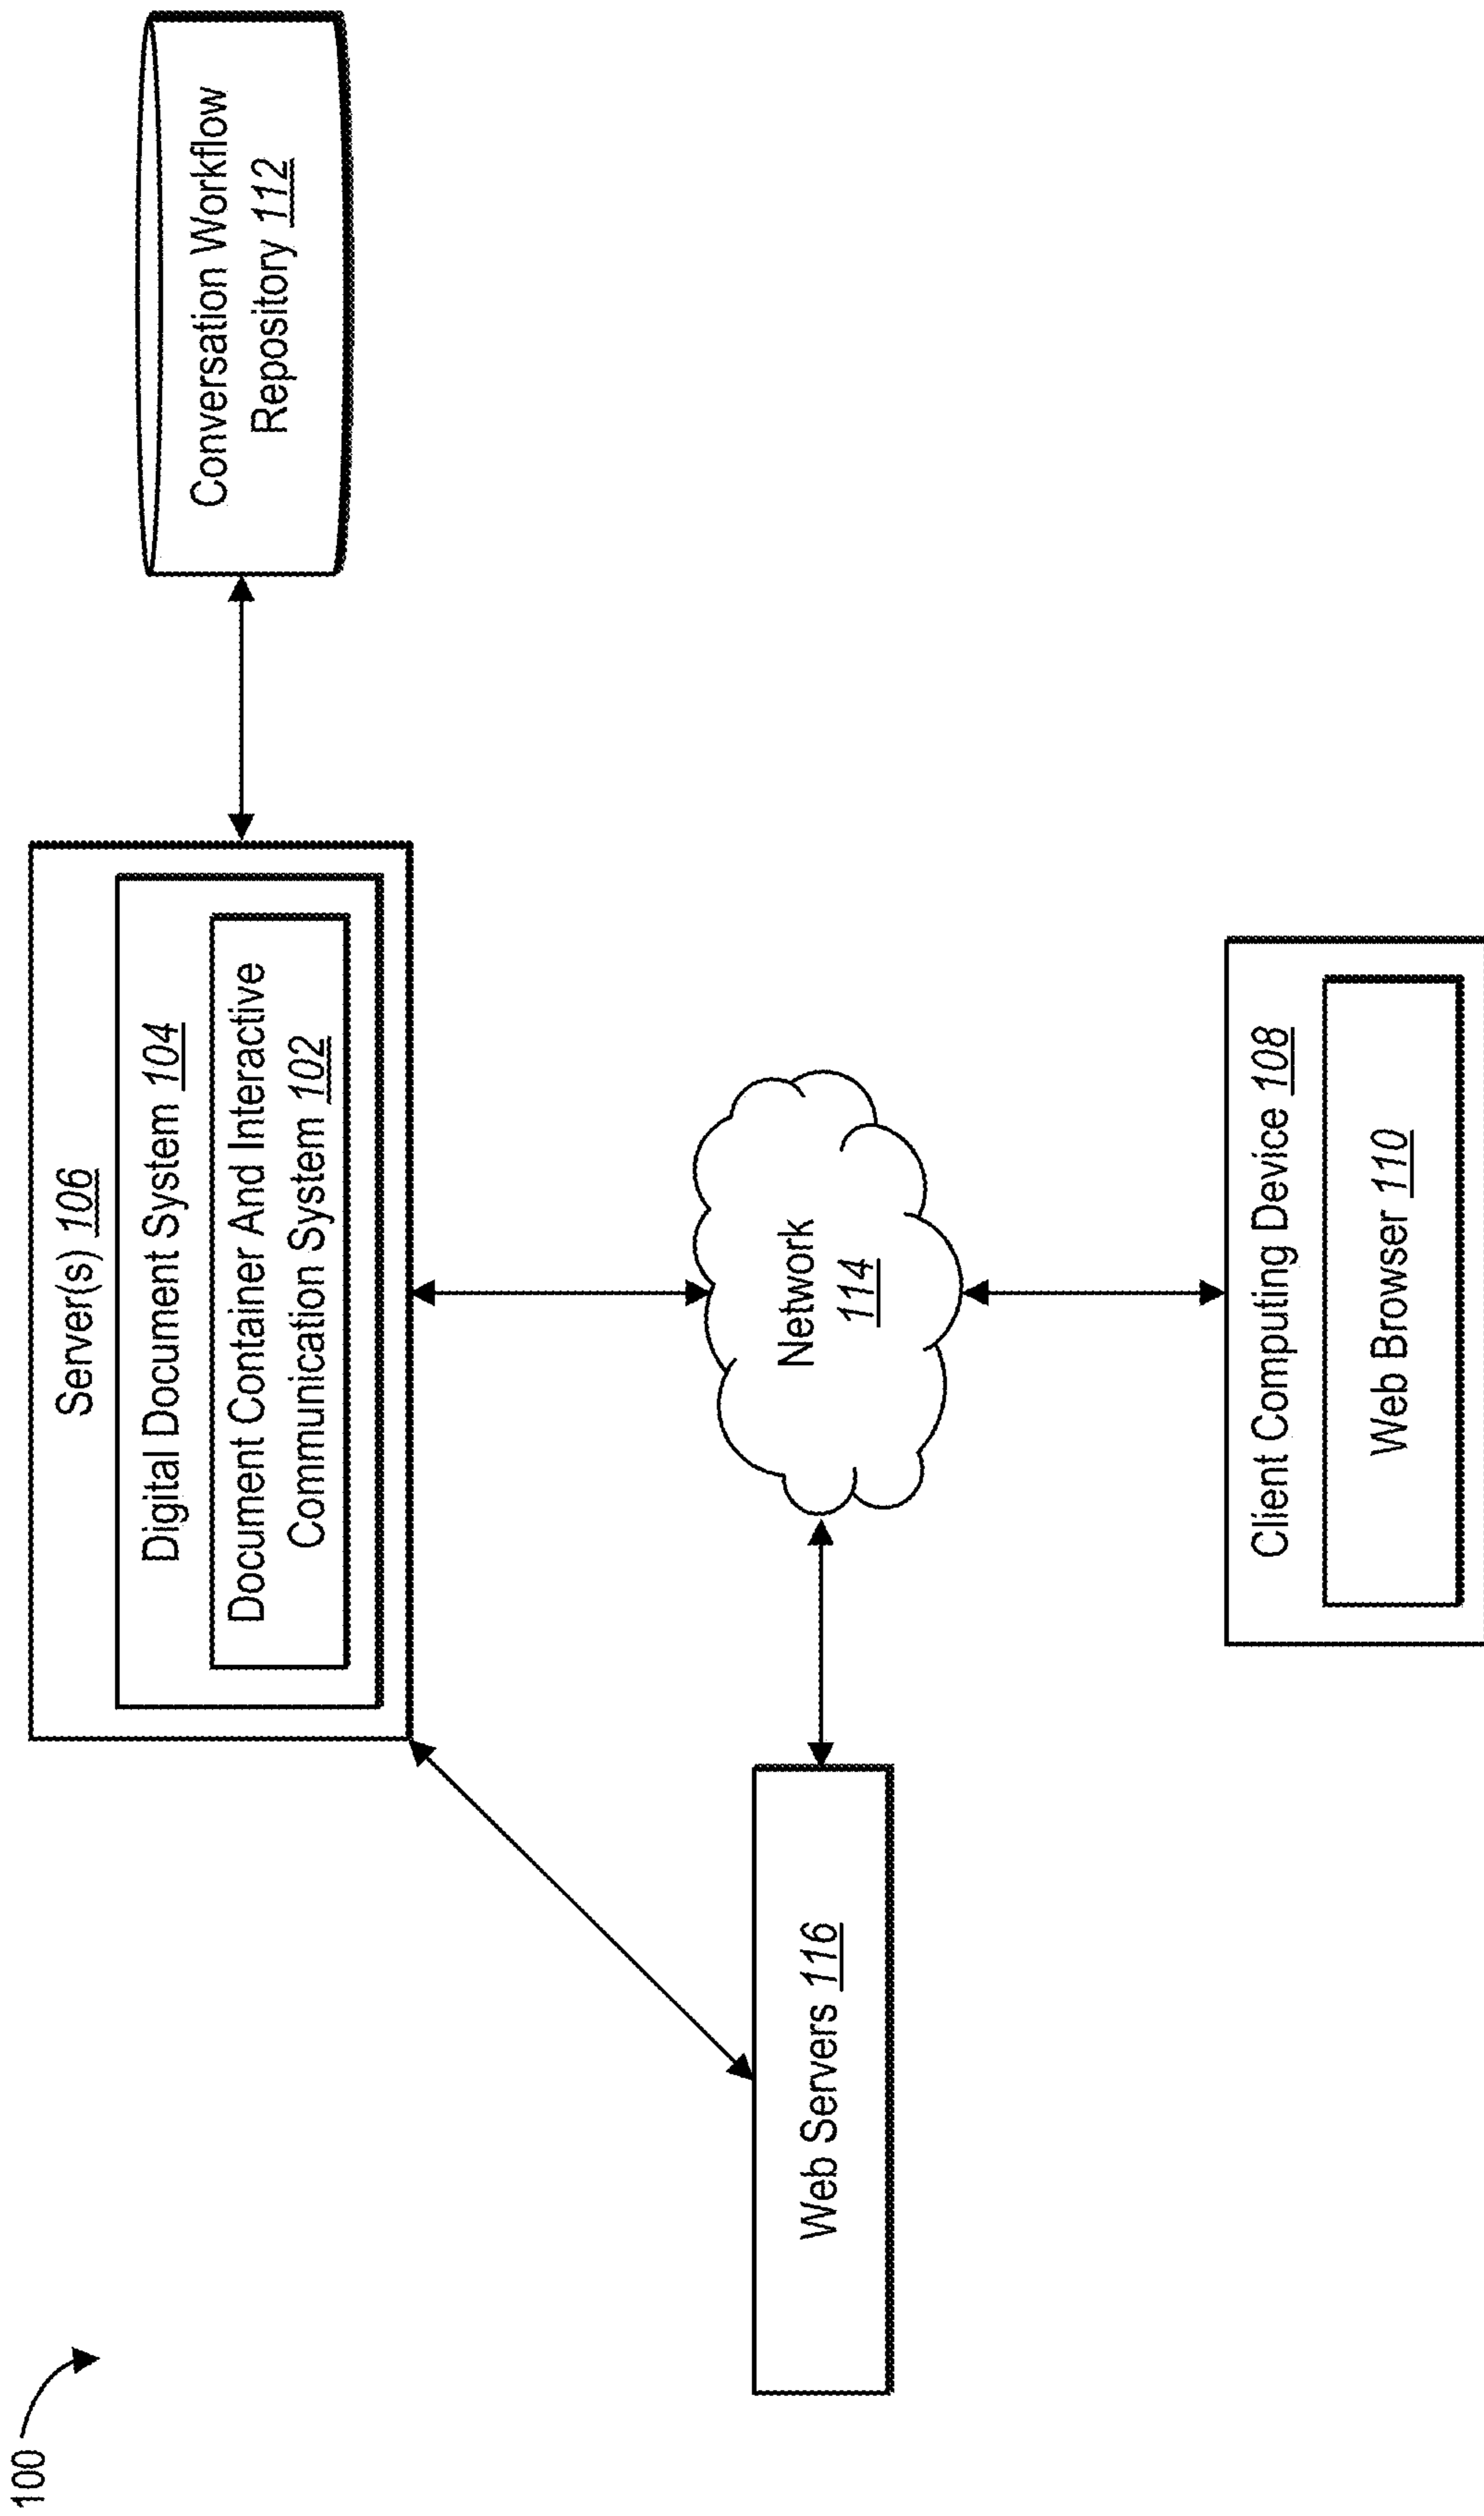 100
Server(s) 106
Digital Document System 104
Document Container And Interactive
Communication System 102
Conversation Workflow
Repository 112
Web Servers 116
Network
114
Client Computing Device 108
Web Browser 110